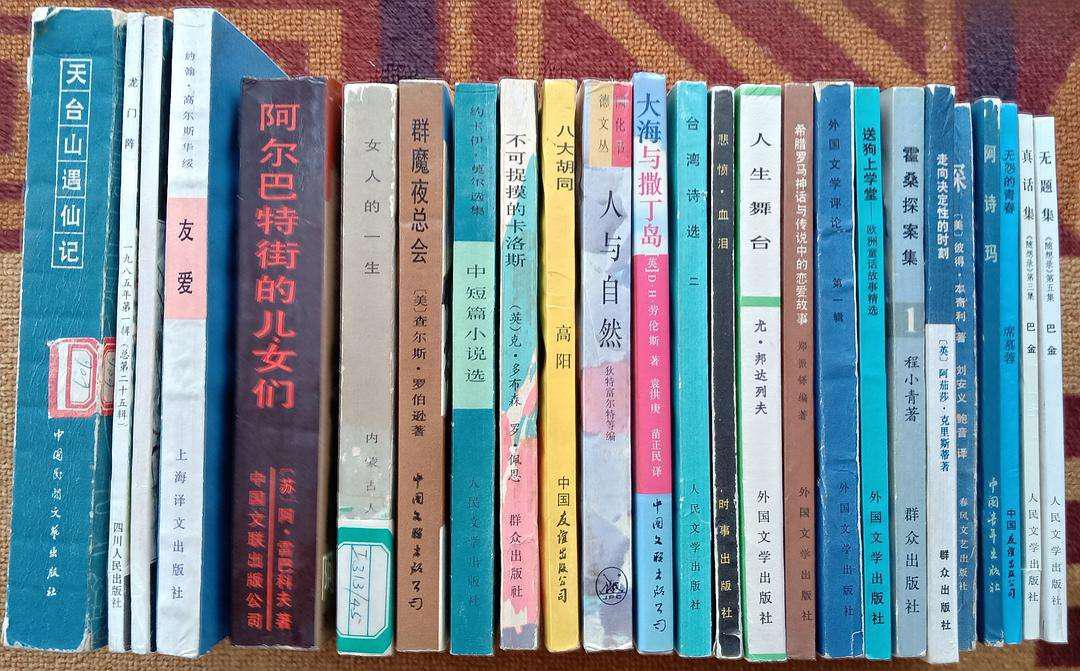 天台山遇仙记
中国民间文艺出版社
龙门阵
一九八五年第一辑（总第二十五辑）
四川人民出版社
约翰·高尔斯华绥
友爱
上海译文出版社
阿尔巴特街的儿女们
〔苏〕阿·雷巴科夫著
中国文联出版公司
女人的一生
内蒙古人
I313/45
群魔夜总会
〔美〕查尔斯·罗伯逊著
中国文联出版公司
约卡伊·莫尔选集
中短篇小说选
人民文学出版社
不可捉摸的卡洛斯
（英）克·多布森
罗·佩恩
群众出版社
八大胡同
高阳
中国友谊出版公司
人与自然
狄特富尔特等编
大海与撒丁岛
〔英〕D·H·劳伦斯 著
袁洪庚 苗正民 译
中国文联出版公司
台湾诗选 二
人民文学出版社
悲愤·血泪
时事出版社
人生舞台
尤·邦达列夫
外国文学出版社
希腊罗马神话与传说中的恋爱故事
郑振铎编著
外国文学出版社
外国文学评论
第一辑
外国文学出版社
送狗上学堂
欧洲童话故事精选
外国文学出版社
霍桑探案集
1
程小青著
群众出版社
走向决定性的时刻
〔英〕阿茄莎·克里斯蒂著
群众出版社
探
〔美〕彼得·本奇利 著
刘安义 鲍音 译
春风文艺出版社
阿诗玛
中国青年出版社
无怨的青春
席慕蓉
中国友谊出版公司
真话集
《随想录》第三集
巴金
人民文学出版社
无题集
《随想录》第五集
巴金
人民文学出版社